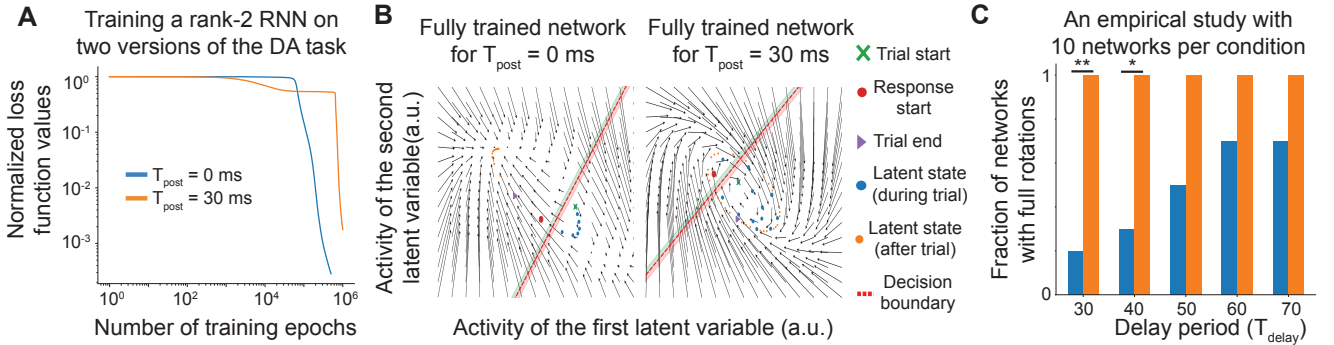 A
Training a rank-2 RNN on
two versions of the DA task
Normalized loss
function values
10^0
10^-1
10^-2
10^-3
T_post = 0 ms
T_post = 30 ms
10^0
10^2
10^4
10^6
Number of training epochs
B
Fully trained network
for T_post = 0 ms
Fully trained network
for T_post = 30 ms
Activity of the second
latent variable(a.u.)
Activity of the first latent variable (a.u.)
Trial start
Response
start
Trial end
Latent state
(during trial)
Latent state
(after trial)
Decision
boundary
C
An empirical study with
10 networks per condition
Fraction of networks
with full rotations
1
0
**
*
30
40
50
60
70
Delay period (T_delay)